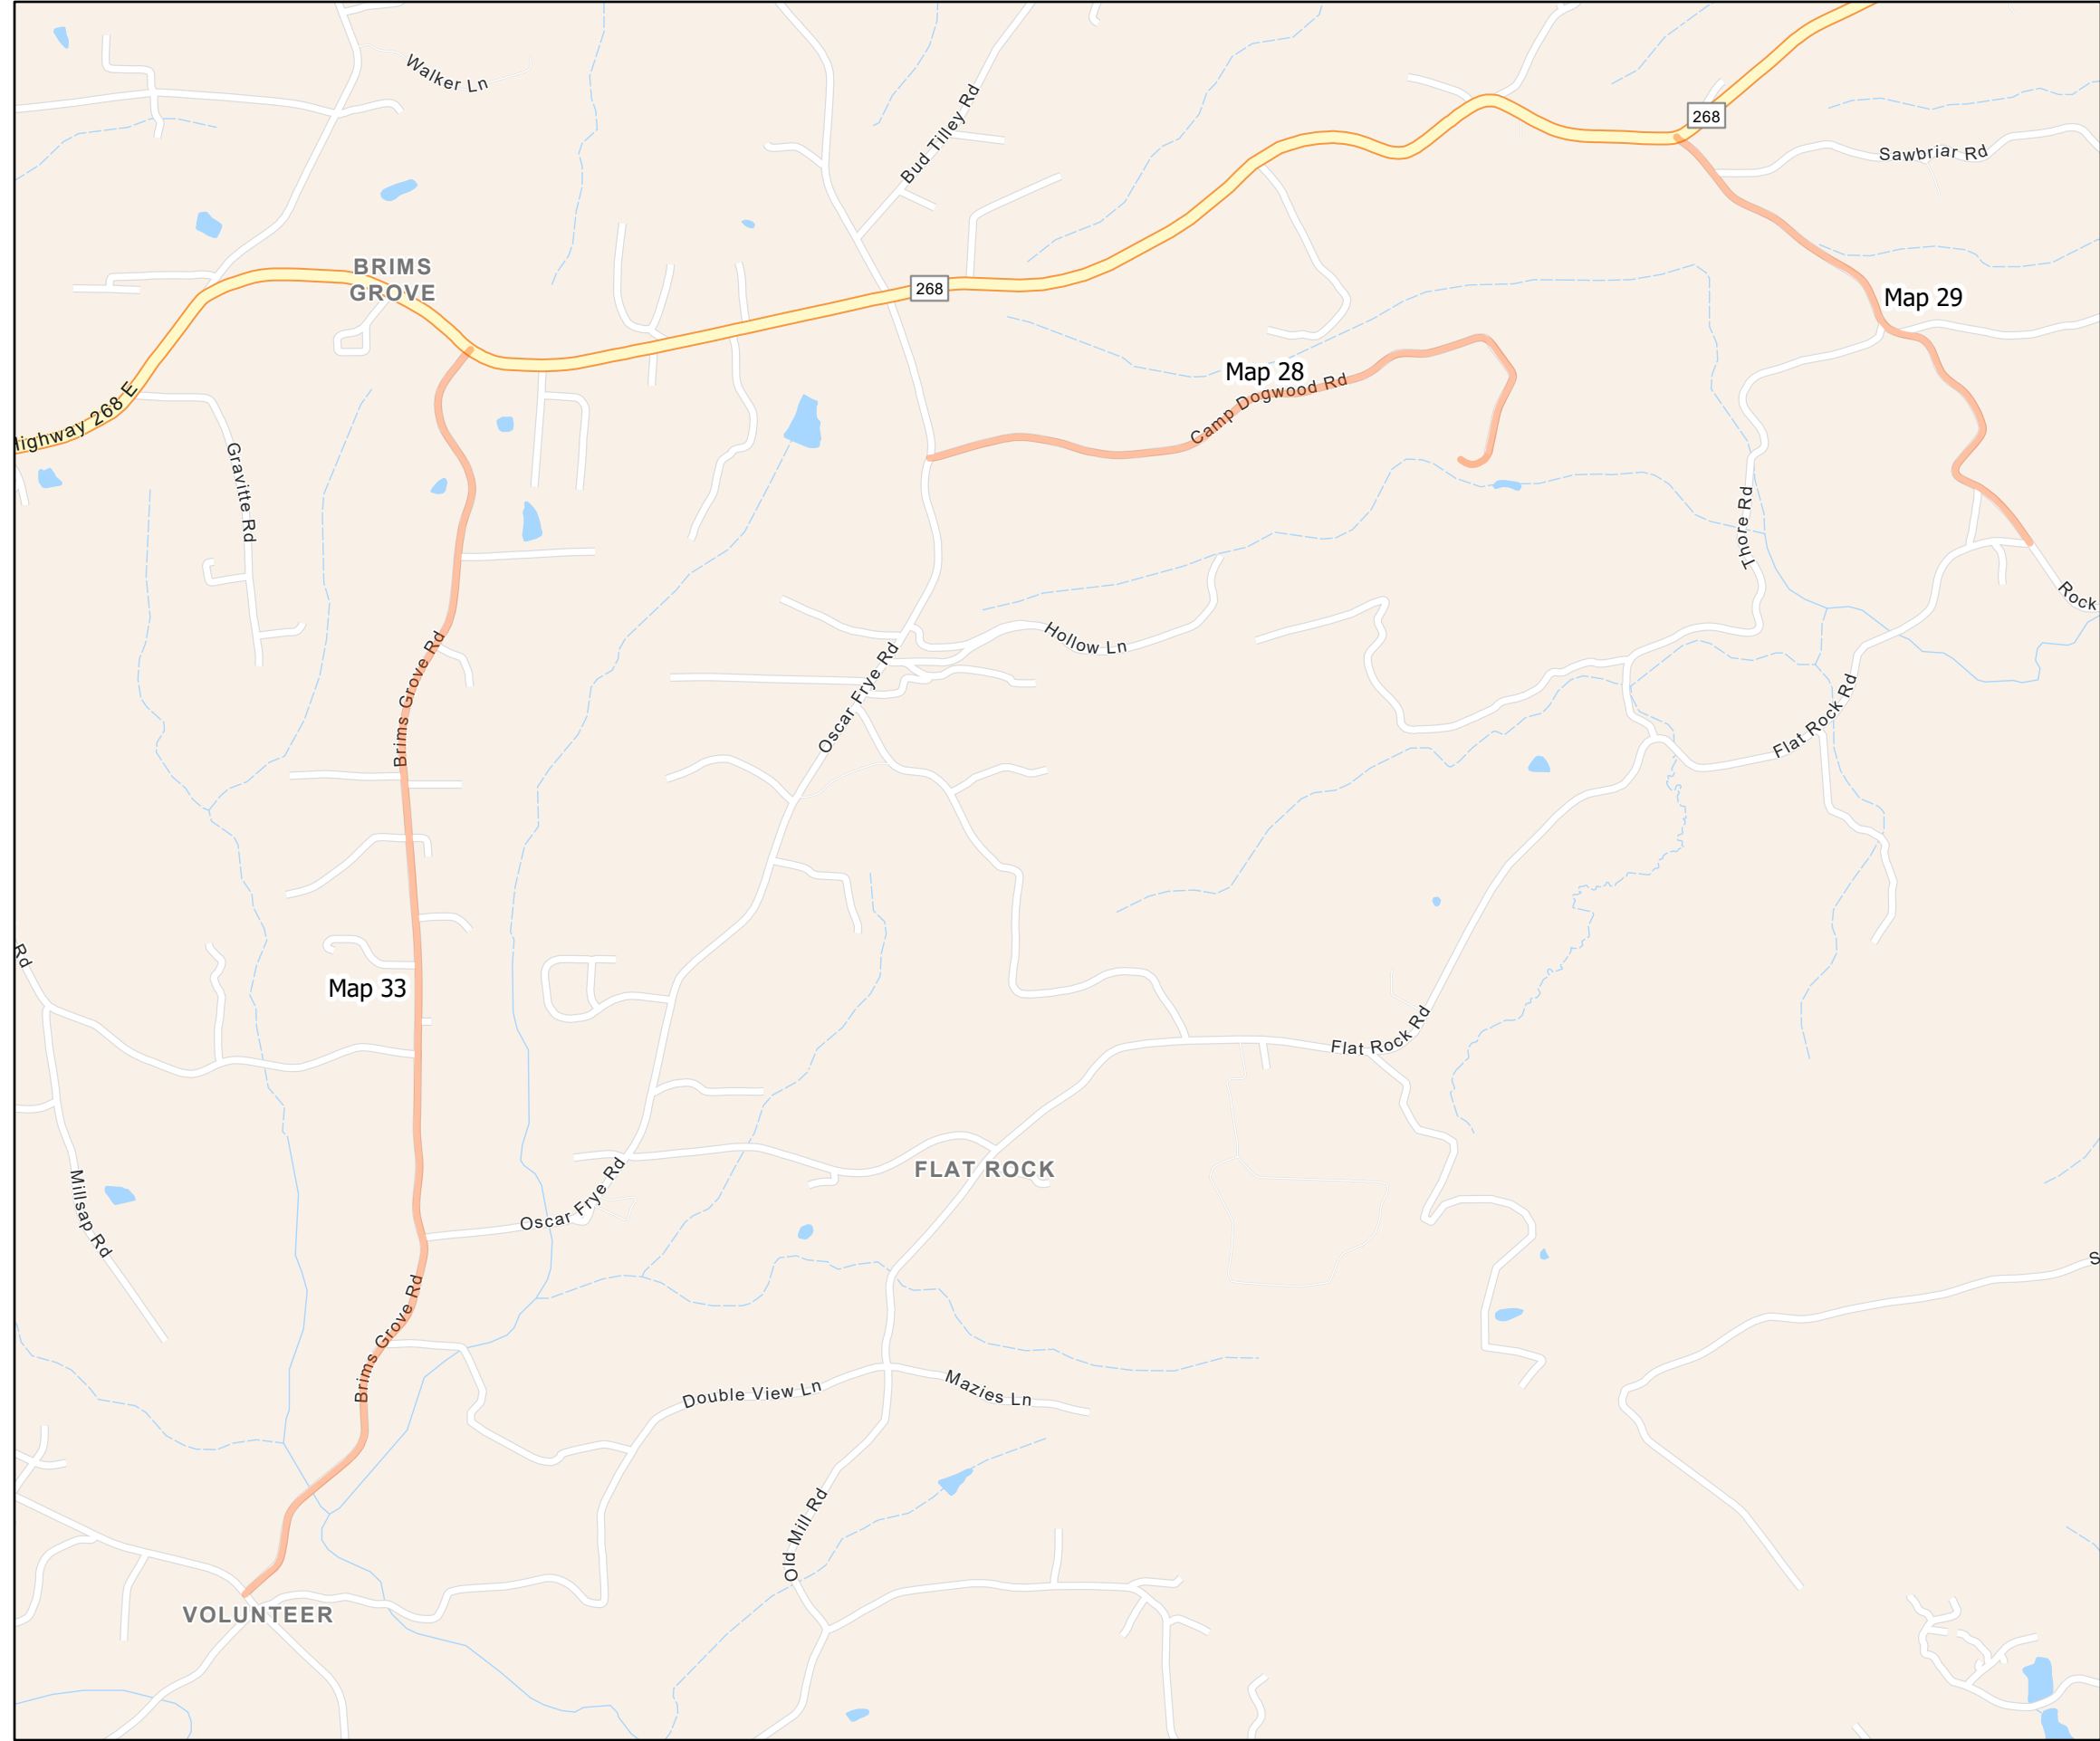 Walker Ln
Bud Tilley Rd
268
Sawbriar Rd
BRIMS
GROVE
268
Map 29
Map 28
Camp Dogwood Rd
Highway 268 E
Gravitte Rd
Thore Rd
Rock
Hollow Ln
Oscar Frye Rd
Brims Grove Rd
Flat Rock Rd
Rd
Map 33
Flat Rock Rd
FLAT ROCK
Millsap Rd
Oscar Frye Rd
S
Brims Grove Rd
Double View Ln
Mazies Ln
Old Mill Rd
VOLUNTEER